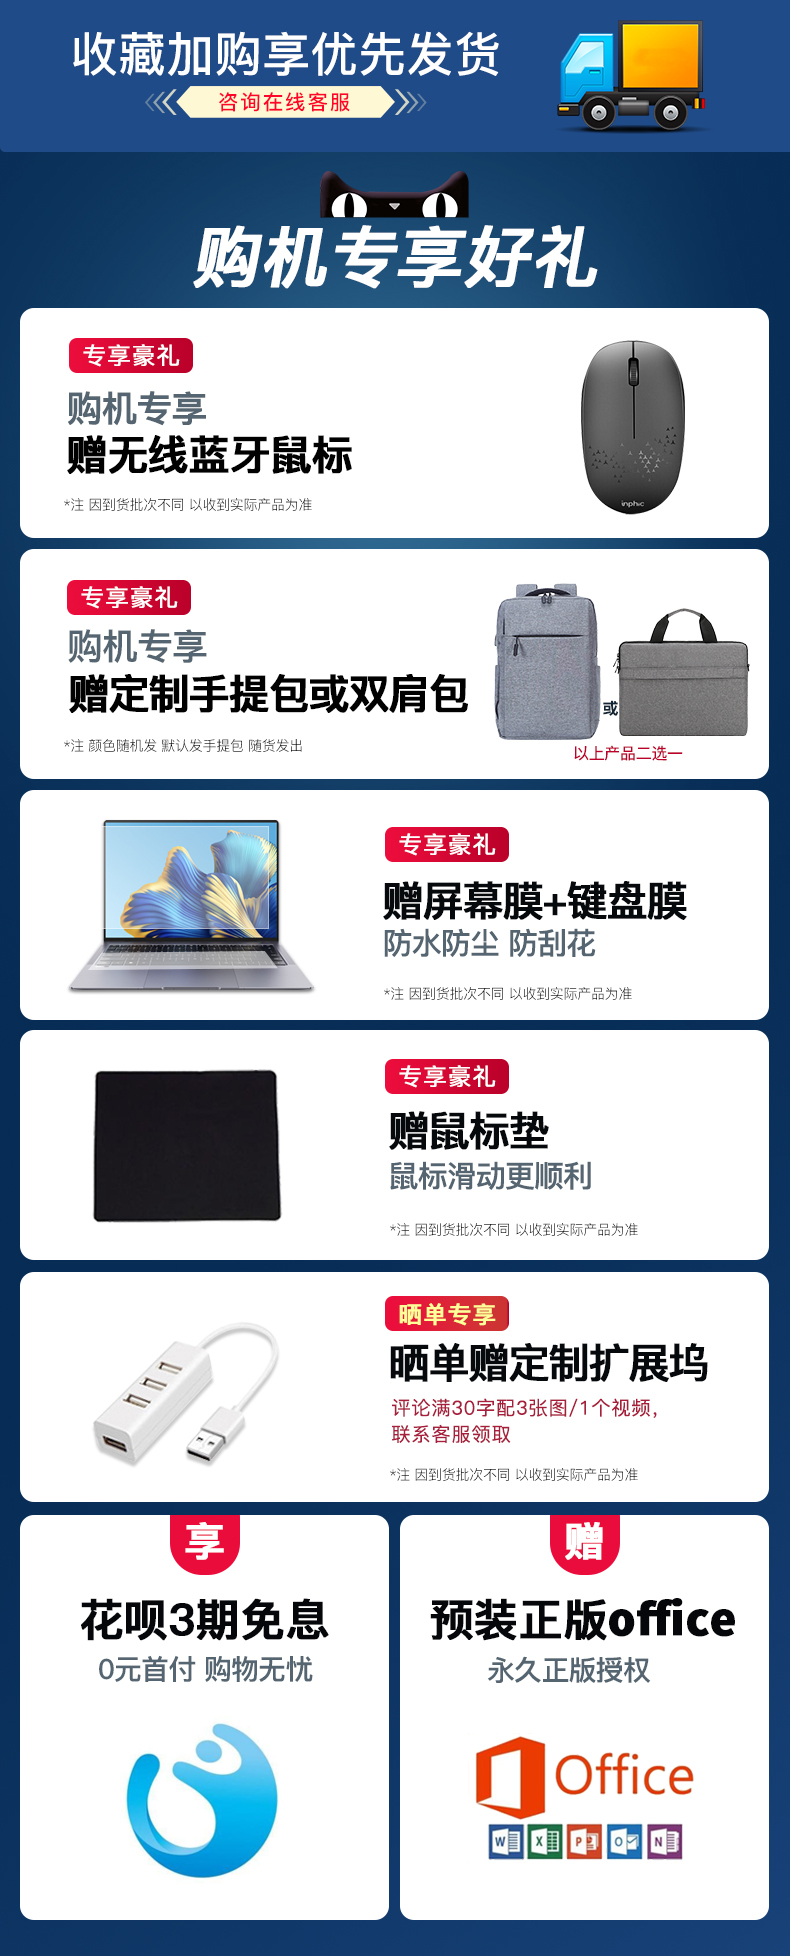 收藏加购享优先发货
咨询在线客服
购机专享好礼
专享豪礼
购机专享
赠无线蓝牙鼠标
*注 因到货批次不同 以收到实际产品为准
inphic
专享豪礼
购机专享
赠定制手提包或双肩包
*注 颜色随机发 默认发手提包 随货发出
或
以上产品二选一
专享豪礼
赠屏幕膜+键盘膜
防水防尘 防刮花
*注 因到货批次不同 以收到实际产品为准
专享豪礼
赠鼠标垫
鼠标滑动更顺利
*注 因到货批次不同 以收到实际产品为准
晒单专享
晒单赠定制扩展坞
评论满30字配3张图/1个视频，
联系客服领取
*注 因到货批次不同 以收到实际产品为准
享
花呗3期免息
0元首付 购物无忧
赠
预装正版office
永久正版授权
Office
W X P O N